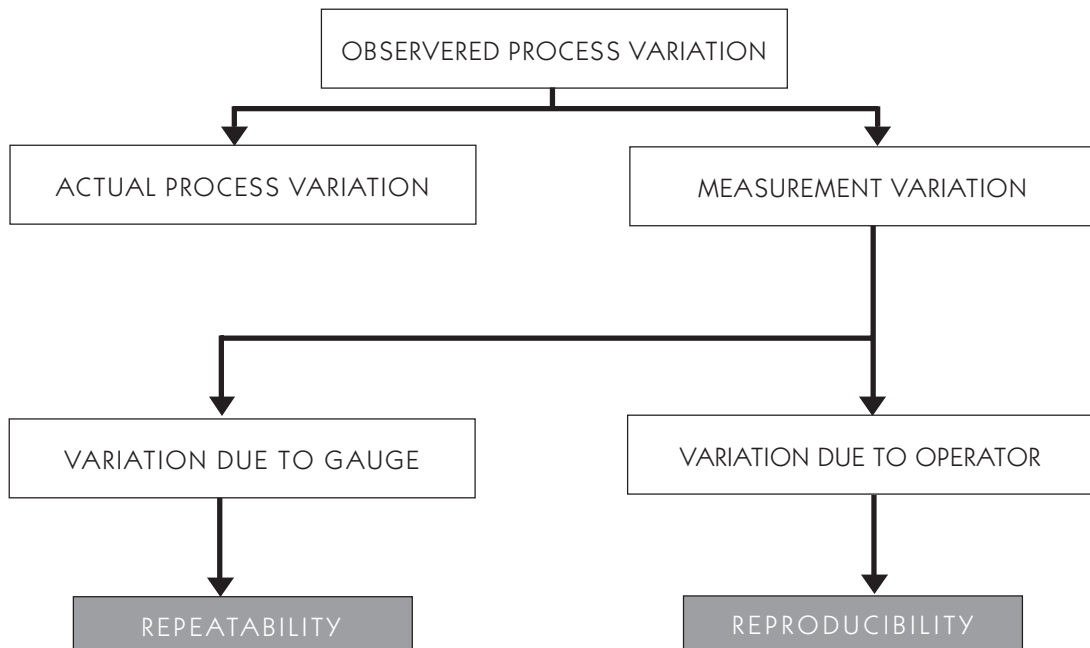 OBSERVERED PROCESS VARIATION
ACTUAL PROCESS VARIATION
MEASUREMENT VARIATION
VARIATION DUE TO GAUGE
VARIATION DUE TO OPERATOR
REPEATABILITY
REPRODUCIBILITY